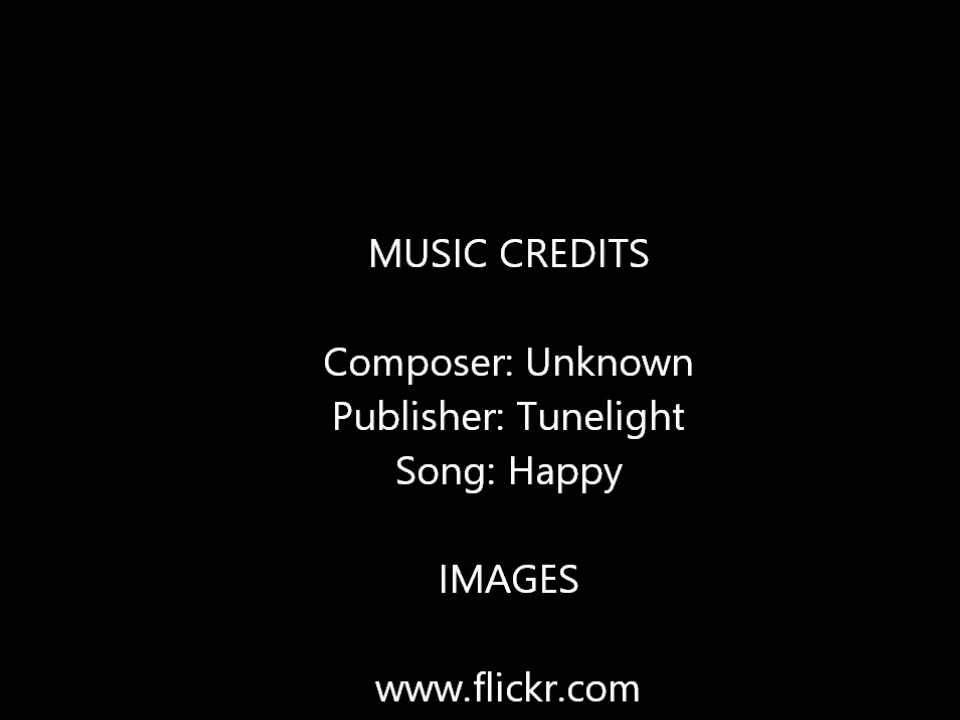 MUSIC CREDITS
Composer: Unknown
Publisher: Tunelight
Song: Happy
IMAGES
www.flickr.com